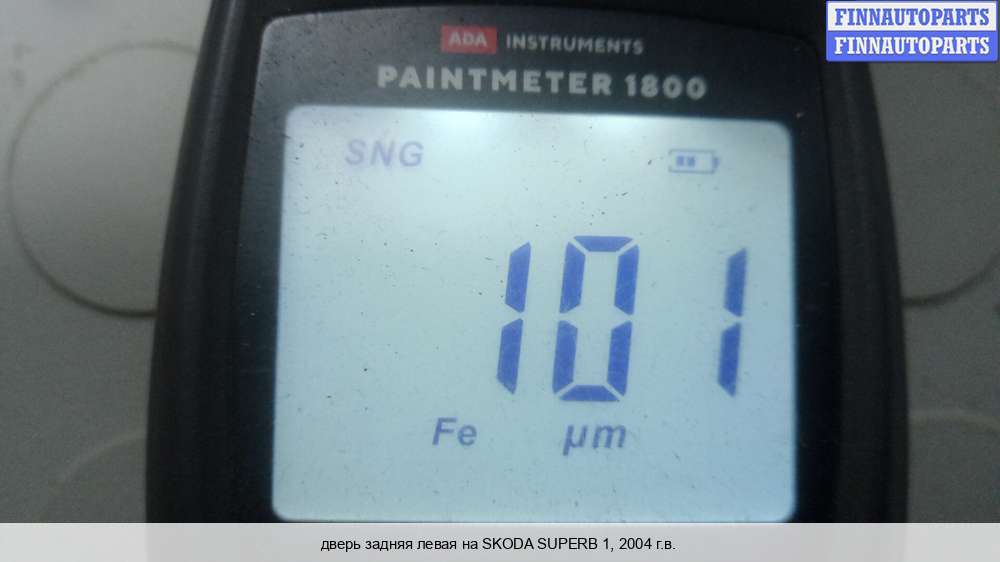 FINNAUTOPARTS
FINNAUTOPARTS
ADA INSTRUMENTS
PAINTMETER 1800
SNG
101
Fe µm
дверь задняя левая на SKODA SUPERB 1, 2004 г.в.